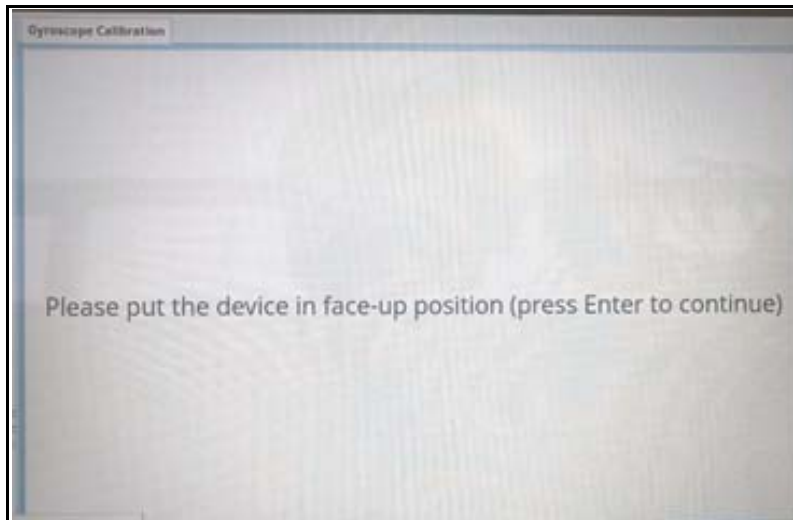 Gyroscope Calibration
Please put the device in face-up position (press Enter to continue)